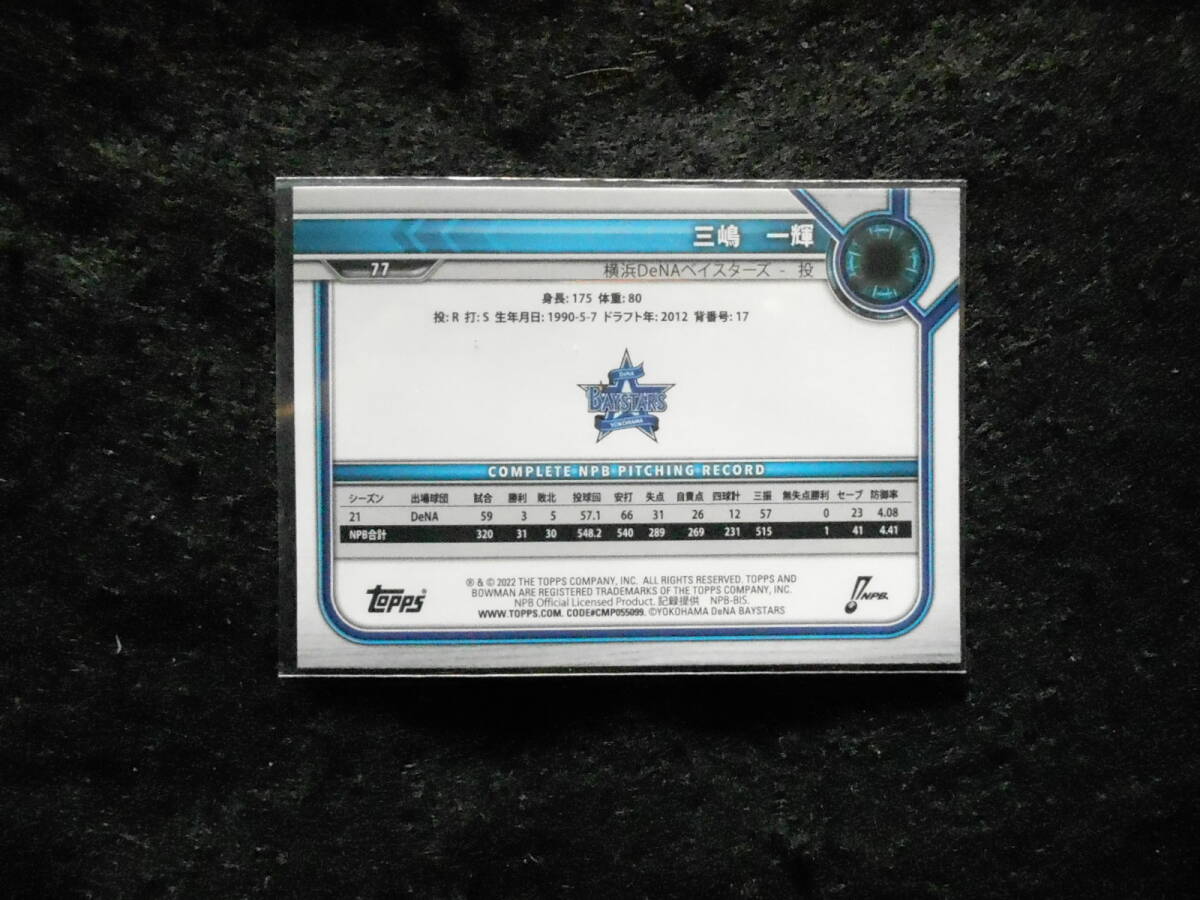 三嶋 一輝
77
横浜DeNAベイスターズ - 投
身長: 175 体重: 80
投: R 打: S 生年月日: 1990-5-7 ドラフト年: 2012 背番号: 17
DeNA
BAYSTARS
YOKOHAMA
COMPLETE NPB PITCHING RECORD
シーズン 出場球団 試合 勝利 敗北 投球回 安打 失点 自責点 四球計 三振 無失点勝利 セーブ 防御率
21 DeNA 59 3 5 57.1 66 31 26 12 57 0 23 4.08
NPB合計 320 31 30 548.2 540 289 269 231 515 1 41 4.41
topps
® & © 2022 THE TOPPS COMPANY, INC. ALL RIGHTS RESERVED. TOPPS AND
BOWMAN ARE REGISTERED TRADEMARKS OF THE TOPPS COMPANY, INC.
NPB Official Licensed Product. 記録提供 NPB-BIS.
WWW.TOPPS.COM. CODE#CMP055099. ©YOKOHAMA DeNA BAYSTARS
NPB.